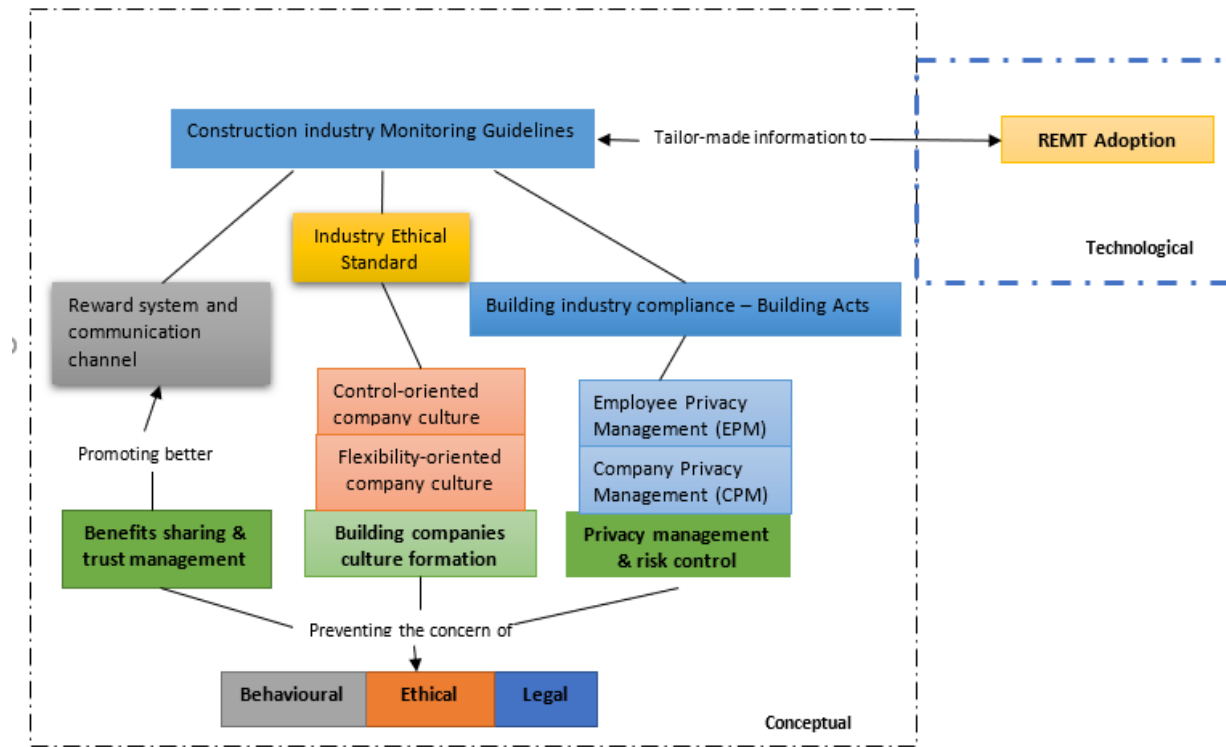 Construction industry Monitoring Guidelines
Tailor-made information to
REMT Adoption
Technological
Industry Ethical
Standard
Reward system and
communication
channel
Building industry compliance – Building Acts
Control-oriented
company culture
Flexibility-oriented
company culture
Employee Privacy
Management (EPM)
Company Privacy
Management (CPM)
Promoting better
Benefits sharing &
trust management
Building companies
culture formation
Privacy management
& risk control
Preventing the concern of
Behavioural
Ethical
Legal
Conceptual